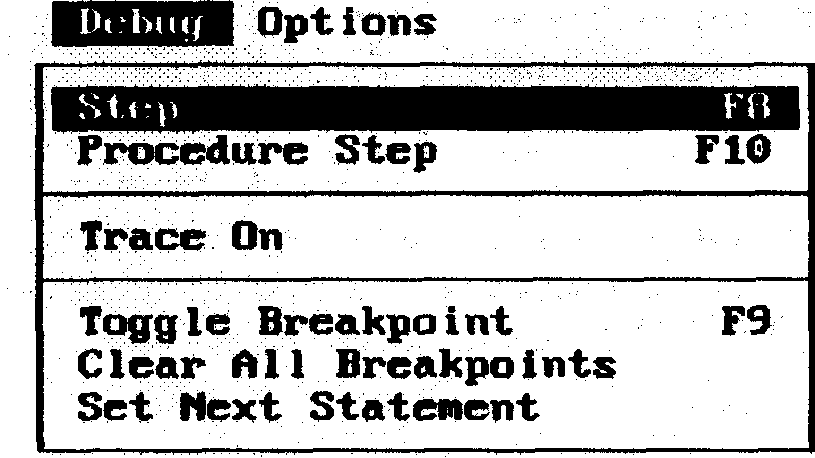 Debug Options
Step F8
Procedure Step F10
Trace On
Toggle Breakpoint F9
Clear All Breakpoints
Set Next Statement